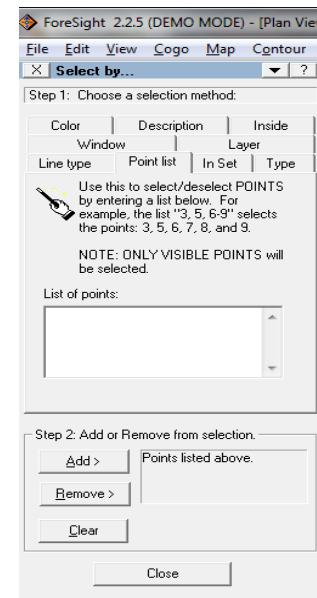 ForeSight 2.2.5 (DEMO MODE) - [Plan Vie
File Edit View Cogo Map Contour
X Select by... ?
Step 1: Choose a selection method:
Color Description Inside
Window Layer
Line type Point list In Set Type
Use this to select/deselect POINTS
by entering a list below. For
example, the list "3, 5, 6-9" selects
the points: 3, 5, 6, 7, 8, and 9.
NOTE: ONLY VISIBLE POINTS will
be selected.
List of points:
Step 2: Add or Remove from selection.
Add > Points listed above.
Remove >
Clear
Close